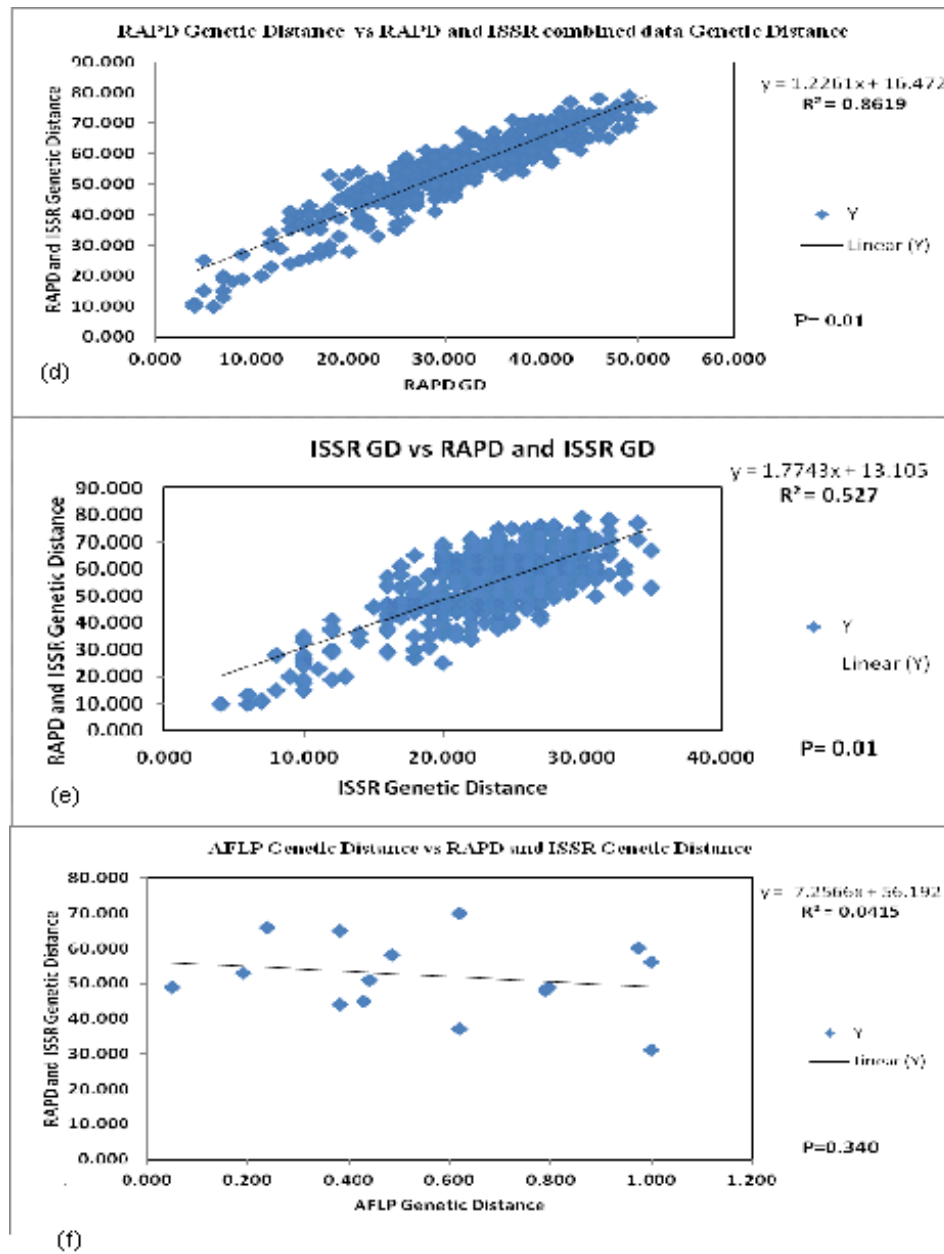 RAPD Genetic Distance vs RAPD and ISSR combined data Genetic Distance
90.000
80.000
70.000
60.000
50.000
40.000
30.000
20.000
10.000
0.000
RAPD and ISSR Genetic Distance
0.000 10.000 20.000 30.000 40.000 50.000 60.000
RAPD GD
y = 1.2261x + 16.472
R² = 0.8619
Y
Linear (Y)
P= 0.01
(d)
ISSR GD vs RAPD and ISSR GD
90.000
80.000
70.000
60.000
50.000
40.000
30.000
20.000
10.000
0.000
RAPD and ISSR Genetic Distance
0.000 10.000 20.000 30.000 40.000
ISSR Genetic Distance
y = 1.7743x + 13.105
R² = 0.527
Y
Linear (Y)
P= 0.01
(e)
AFLP Genetic Distance vs RAPD and ISSR Genetic Distance
80.000
70.000
60.000
50.000
40.000
30.000
20.000
10.000
0.000
RAPD and ISSR Genetic Distance
0.000 0.200 0.400 0.600 0.800 1.000 1.200
AFLP Genetic Distance
y = 7.2566x + 56.192
R² = 0.0415
Y
Linear (Y)
P=0.340
(f)